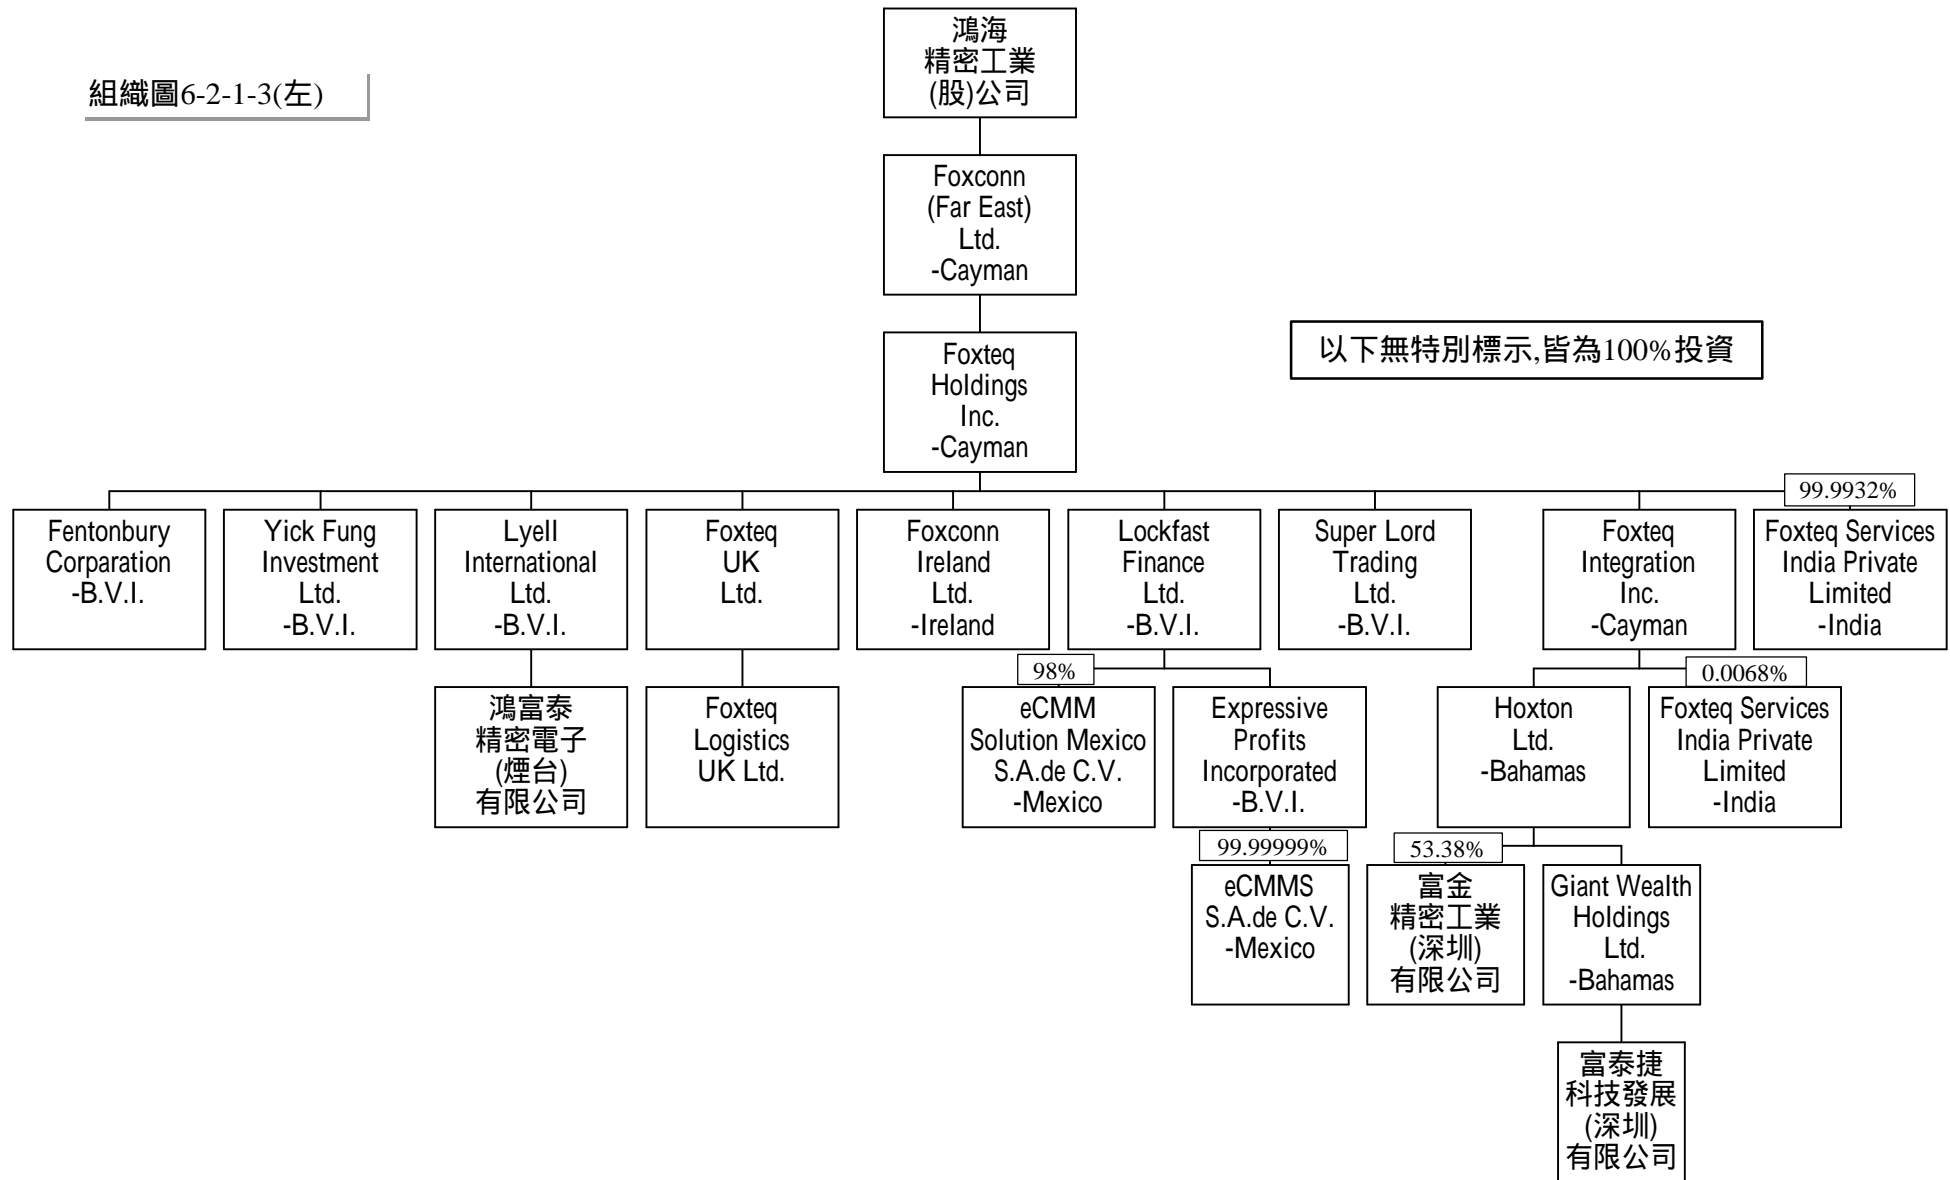 鴻海
精密工業
(股)公司
組織圖6-2-1-3(左)
Foxconn
(Far East)
Ltd.
-Cayman
以下無特別標示,皆為100%投資
Foxteq
Holdings
Inc.
-Cayman
99.9932%
Fentonbury
Corparation
-B.V.I.
Yick Fung
Investment
Ltd.
-B.V.I.
Lyell
International
Ltd.
-B.V.I.
Foxteq
UK
Ltd.
Foxconn
Ireland
Ltd.
-Ireland
Lockfast
Finance
Ltd.
-B.V.I.
Super Lord
Trading
Ltd.
-B.V.I.
Foxteq
Integration
Inc.
-Cayman
Foxteq Services
India Private
Limited
-India
98%
0.0068%
鴻富泰
精密電子
(煙台)
有限公司
Foxteq
Logistics
UK Ltd.
eCMM
Solution Mexico
S.A.de C.V.
-Mexico
Expressive
Profits
Incorporated
-B.V.I.
Hoxton
Ltd.
-Bahamas
Foxteq Services
India Private
Limited
-India
99.99999%
53.38%
eCMMS
S.A.de C.V.
-Mexico
富金
精密工業
(深圳)
有限公司
Giant Wealth
Holdings
Ltd.
-Bahamas
富泰捷
科技發展
(深圳)
有限公司